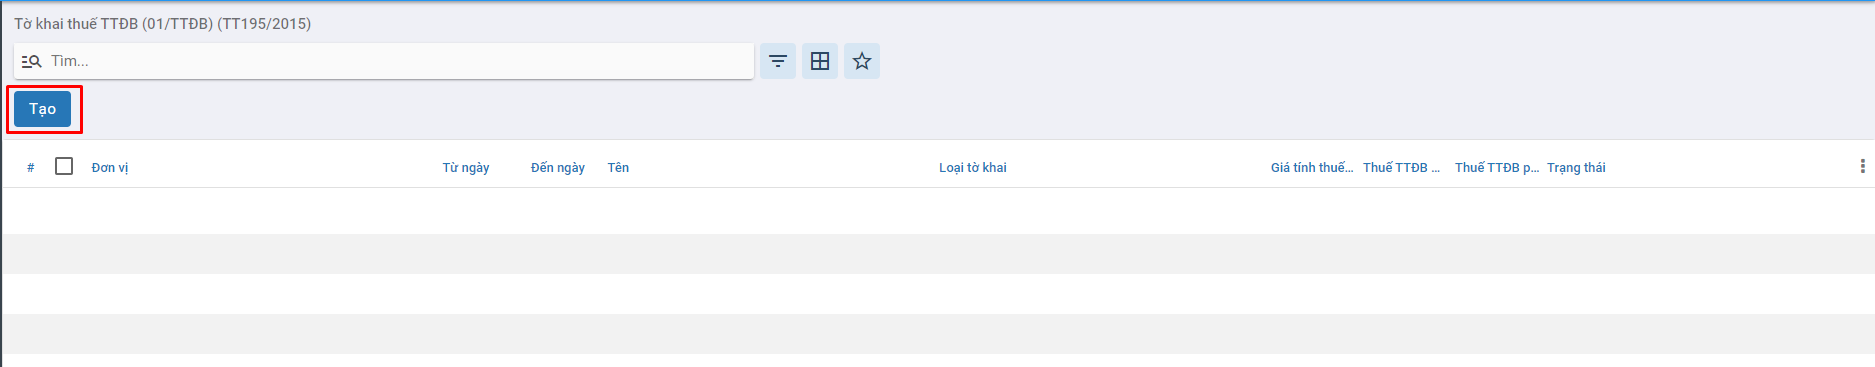 Tờ khai thuế TTĐB (01/TTĐB) (TT195/2015)
Tìm...
Tạo
# Đơn vị Từ ngày Đến ngày Tên Loại tờ khai Giá tính thuế... Thuế TTĐB ... Thuế TTĐB p... Trạng thái